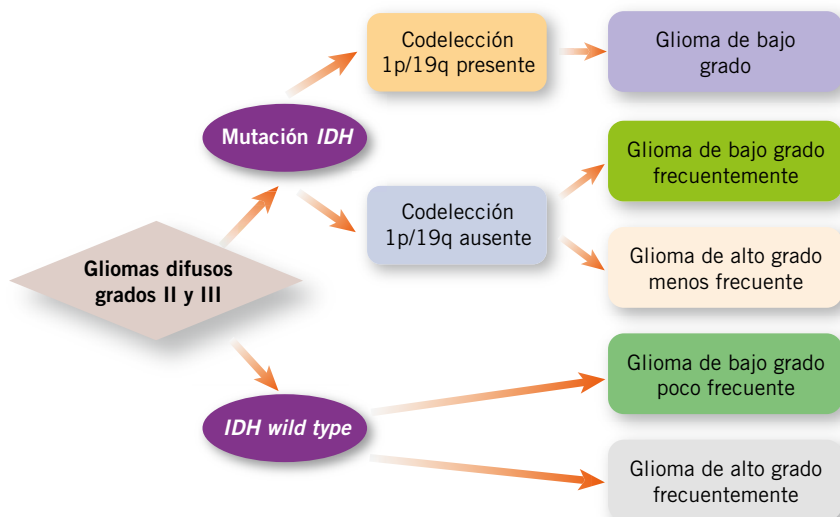 Codelección
1p/19q presente
Glioma de bajo
grado
Mutación IDH
Glioma de bajo grado
frecuentemente
Codelección
1p/19q ausente
Glioma de alto grado
menos frecuente
Gliomas difusos
grados II y III
Glioma de bajo grado
poco frecuente
IDH wild type
Glioma de alto grado
frecuentemente